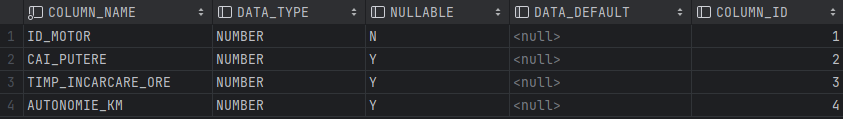 COLUMN_NAME DATA_TYPE NULLABLE DATA_DEFAULT COLUMN_ID
1 ID_MOTOR NUMBER N <null> 1
2 CAI_PUTERE NUMBER Y <null> 2
3 TIMP_INCARCARE_ORE NUMBER Y <null> 3
4 AUTONOMIE_KM NUMBER Y <null> 4